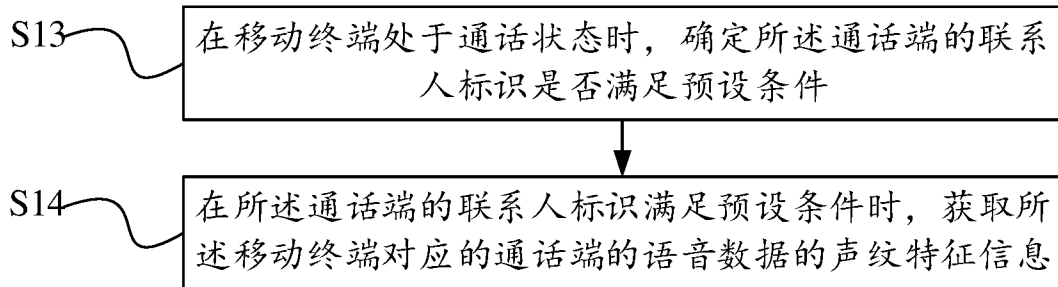 S13
在移动终端处于通话状态时，确定所述通话端的联系
人标识是否满足预设条件
S14
在所述通话端的联系人标识满足预设条件时，获取所
述移动终端对应的通话端的语音数据的声纹特征信息